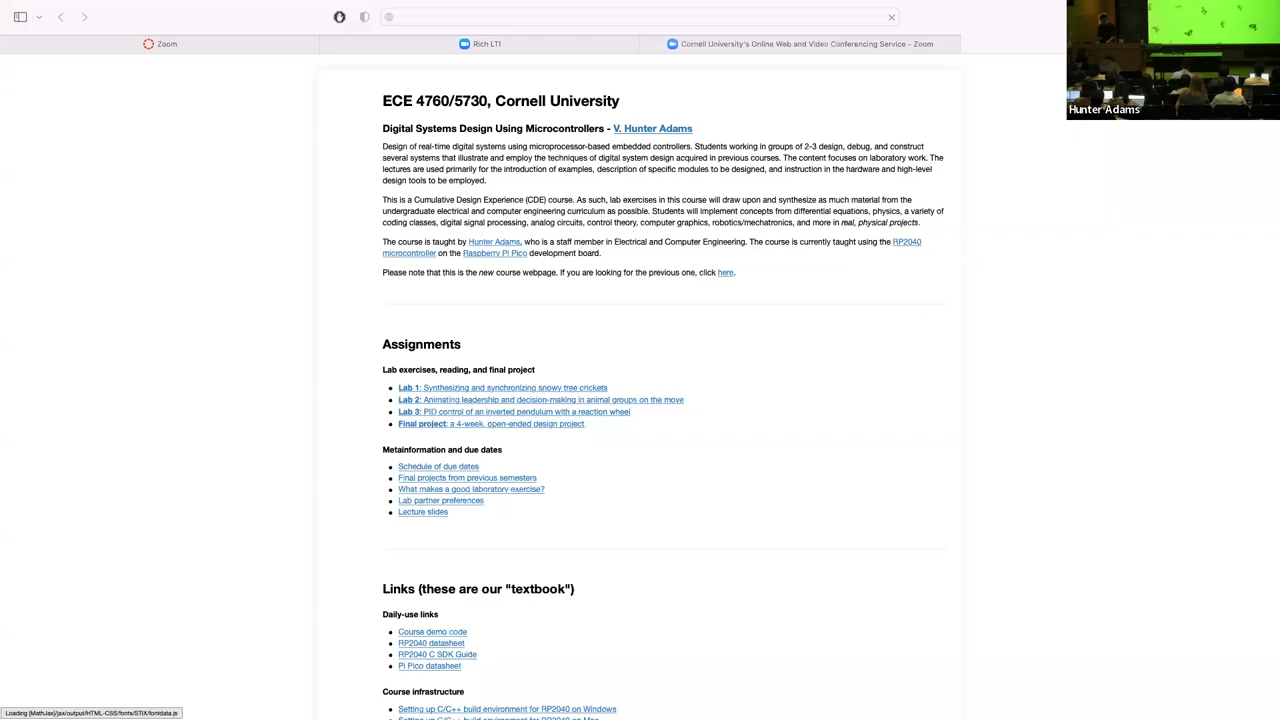 Zoom
Rich LTI
Cornell University's Online Web and Video Conferencing Service – Zoom
Hunter Adams
ECE 4760/5730, Cornell University
Digital Systems Design Using Microcontrollers - V. Hunter Adams
Design of real-time digital systems using microprocessor-based embedded controllers. Students working in groups of 2-3 design, debug, and construct
several systems that illustrate and employ the techniques of digital system design acquired in previous courses. The content focuses on laboratory work. The
lectures are used primarily for the introduction of examples, description of specific modules to be designed, and instruction in the hardware and high-level
design tools to be employed.
This is a Cumulative Design Experience (CDE) course. As such, lab exercises in this course will draw upon and synthesize as much material from the
undergraduate electrical and computer engineering curriculum as possible. Students will implement concepts from differential equations, physics, a variety of
coding classes, digital signal processing, analog circuits, control theory, computer graphics, robotics/mechatronics, and more in real, physical projects.
The course is taught by Hunter Adams, who is a staff member in Electrical and Computer Engineering. The course is currently taught using the RP2040
microcontroller on the Raspberry Pi Pico development board.
Please note that this is the new course webpage. If you are looking for the previous one, click here.
Assignments
Lab exercises, reading, and final project
Lab 1: Synthesizing and synchronizing snowy tree crickets
Lab 2: Animating leadership and decision-making in animal groups on the move
Lab 3: PID control of an inverted pendulum with a reaction wheel
Final project: a 4-week, open-ended design project
Metainformation and due dates
Schedule of due dates
Final projects from previous semesters
What makes a good laboratory exercise?
Lab partner preferences
Lecture slides
Links (these are our "textbook")
Daily-use links
Course demo code
RP2040 datasheet
RP2040 C SDK Guide
Pi Pico datasheet
Course infrastructure
Setting up C/C++ build environment for RP2040 on Windows
Setting up C/C++ build environment for RP2040 on Mac
Loading [MathJax]/jax/output/HTML-CSS/fonts/STIX/fontdata.js